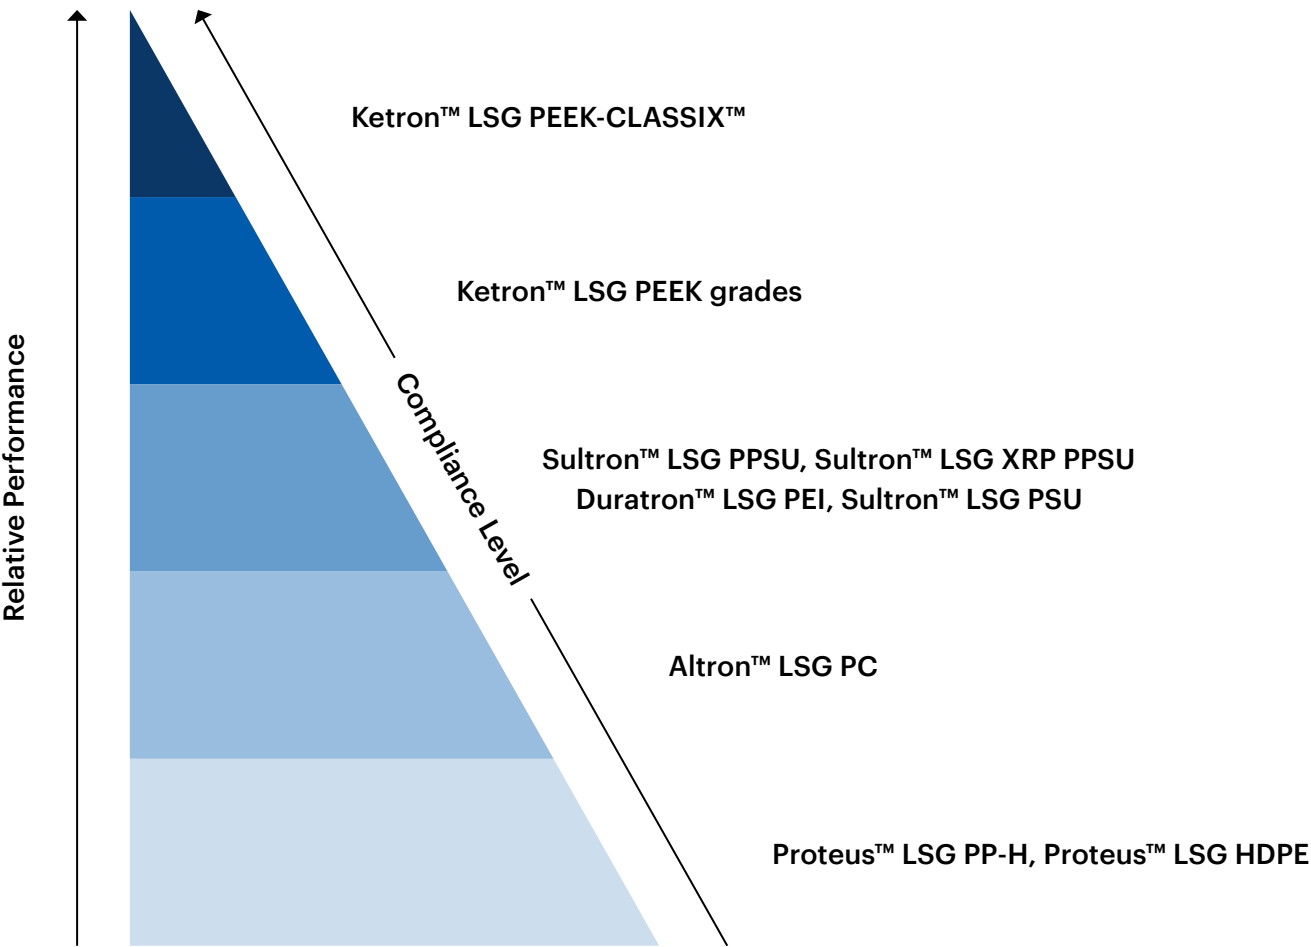 Relative Performance
Ketron™ LSG PEEK-CLASSIX™
Ketron™ LSG PEEK grades
Compliance Level
Sultron™ LSG PPSU, Sultron™ LSG XRP PPSU
Duratron™ LSG PEI, Sultron™ LSG PSU
Altron™ LSG PC
Proteus™ LSG PP-H, Proteus™ LSG HDPE